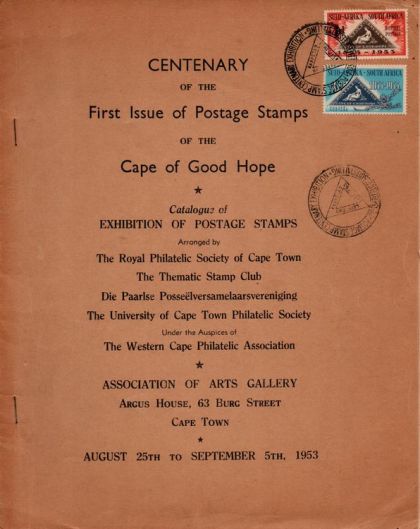 SUID-AFRIKA · SOUTH AFRICA
1853-1953
SUID-AFRIKA · SOUTH AFRICA
1853-1953
CENTENARY
OF THE
First Issue of Postage Stamps
OF THE
Cape of Good Hope
Catalogue of
EXHIBITION OF POSTAGE STAMPS
Arranged by
The Royal Philatelic Society of Cape Town
The Thematic Stamp Club
Die Paarlse Posseëlversamelaarsvereniging
The University of Cape Town Philatelic Society
Under the Auspices of
The Western Cape Philatelic Association
ASSOCIATION OF ARTS GALLERY
ARGUS HOUSE, 63 BURG STREET
CAPE TOWN
AUGUST 25TH TO SEPTEMBER 5TH, 1953